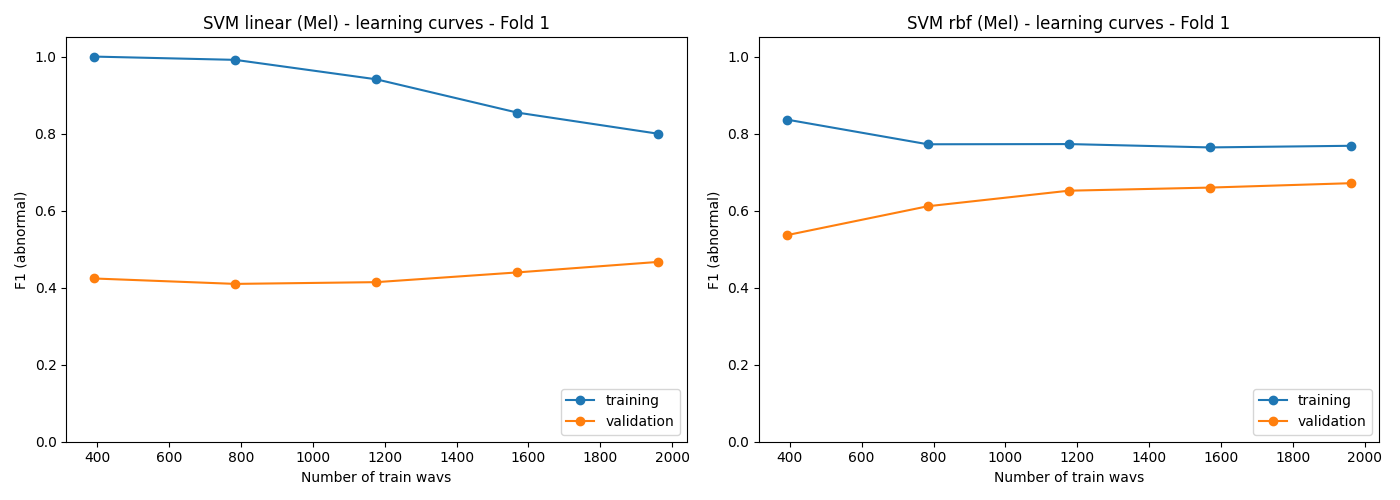 SVM linear (Mel) - learning curves - Fold 1
F1 (abnormal)
1.0
0.8
0.6
0.4
0.2
0.0
training
validation
400 600 800 1000 1200 1400 1600 1800 2000
Number of train wavs
SVM rbf (Mel) - learning curves - Fold 1
F1 (abnormal)
1.0
0.8
0.6
0.4
0.2
0.0
training
validation
400 600 800 1000 1200 1400 1600 1800 2000
Number of train wavs